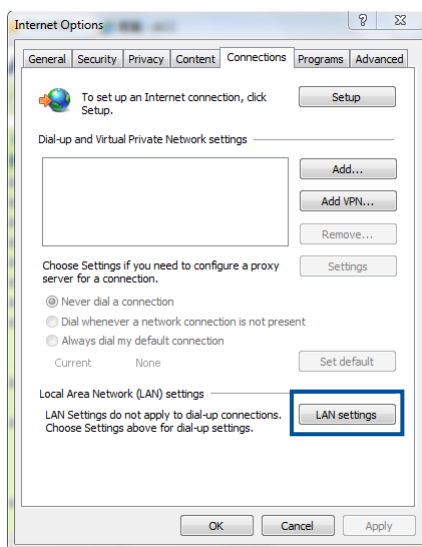 Internet Options
General Security Privacy Content Connections Programs Advanced
To set up an Internet connection, click
Setup.
Setup
Dial-up and Virtual Private Network settings
Add...
Add VPN...
Remove...
Choose Settings if you need to configure a proxy
server for a connection.
Settings
Never dial a connection
Dial whenever a network connection is not present
Always dial my default connection
Current None
Set default
Local Area Network (LAN) settings
LAN Settings do not apply to dial-up connections.
Choose Settings above for dial-up settings.
LAN settings
OK Cancel Apply